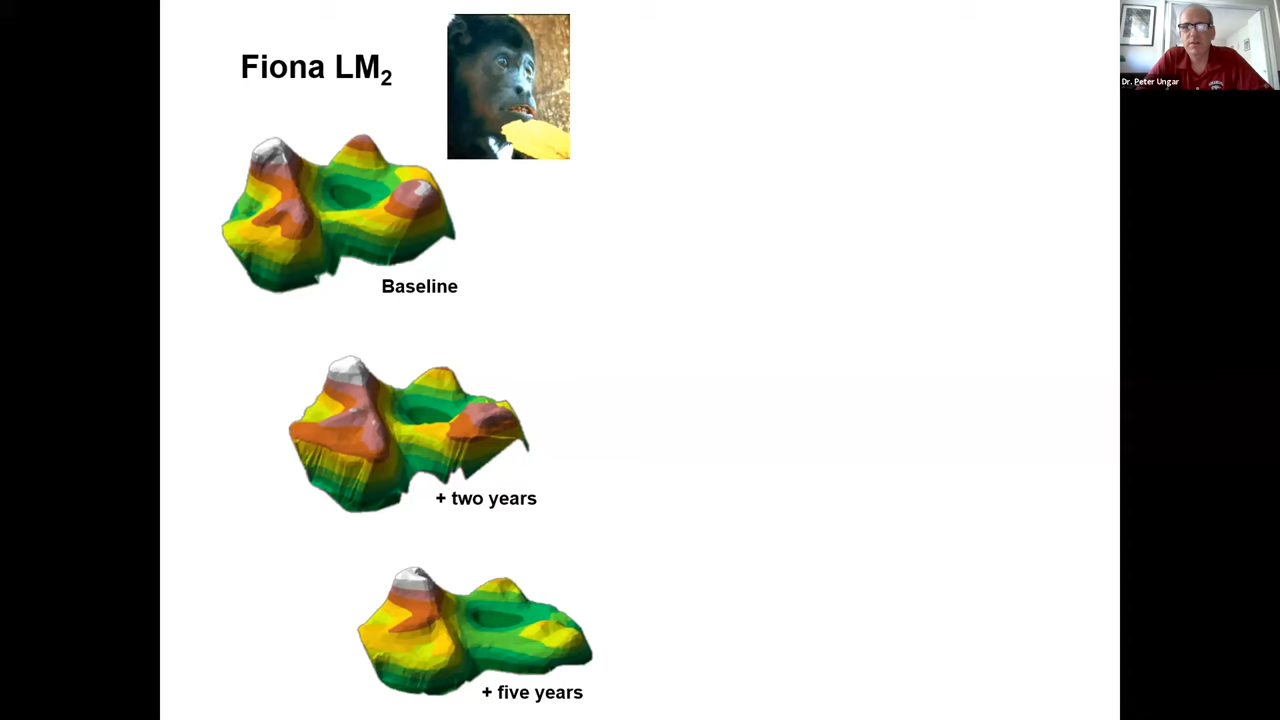 Fiona LM2
Dr. Peter Ungar
Baseline
+ two years
+ five years